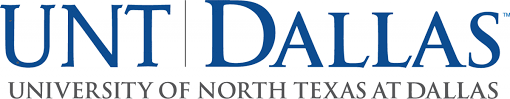 UNT | DALLAS™
UNIVERSITY OF NORTH TEXAS AT DALLAS